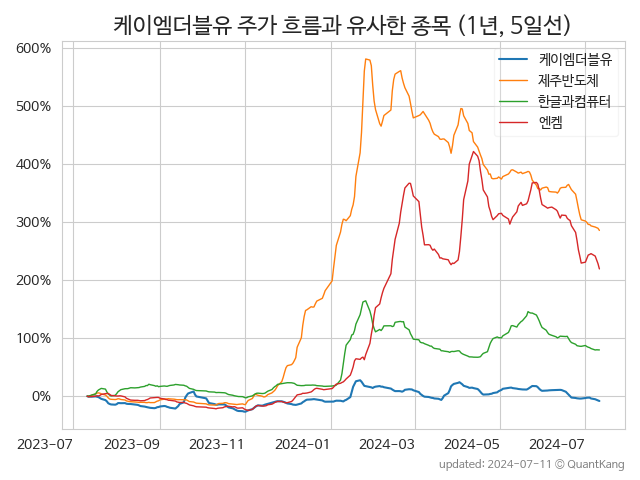 케이엠더블유 주가 흐름과 유사한 종목 (1년, 5일선)
600%
500%
400%
300%
200%
100%
0%
케이엠더블유
제주반도체
한글과컴퓨터
엔켐
2023-07
2023-09
2023-11
2024-01
2024-03
2024-05
2024-07
updated: 2024-07-11 © QuantKang